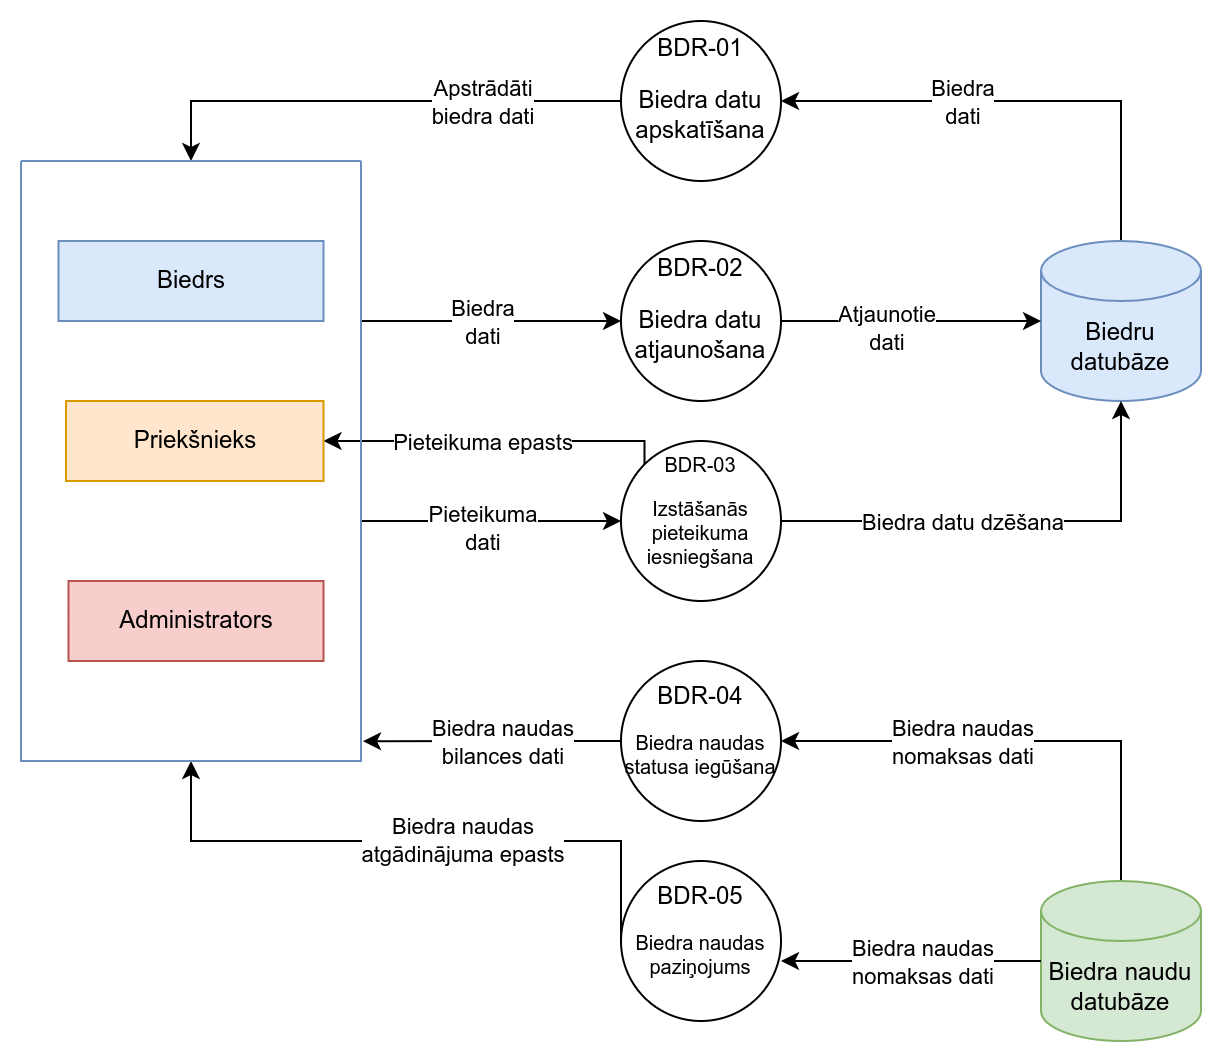 BDR-01
Biedra datu
apskatīšana
Apstrādāti
biedra dati
Biedra
dati
Biedrs
BDR-02
Biedra datu
atjaunošana
Biedra
dati
Atjaunotie
dati
Biedru
datubāze
Priekšnieks
Pieteikuma epasts
BDR-03
Izstāšanās
pieteikuma
iesniegšana
Pieteikuma
dati
Biedra datu dzēšana
Administrators
BDR-04
Biedra naudas
statusa iegūšana
Biedra naudas
bilances dati
Biedra naudas
nomaksas dati
Biedra naudas
atgādinājuma epasts
BDR-05
Biedra naudas
paziņojums
Biedra naudas
nomaksas dati
Biedra naudu
datubāze